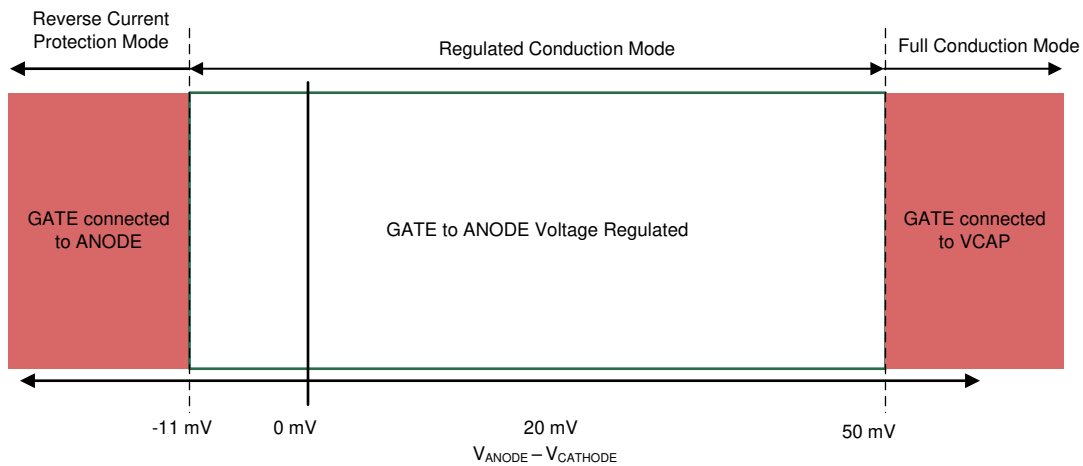 Reverse Current
Protection Mode
Regulated Conduction Mode
Full Conduction Mode
GATE connected
to ANODE
GATE to ANODE Voltage Regulated
GATE connected
to VCAP
-11 mV
0 mV
20 mV
50 mV
VANODE – VCATHODE